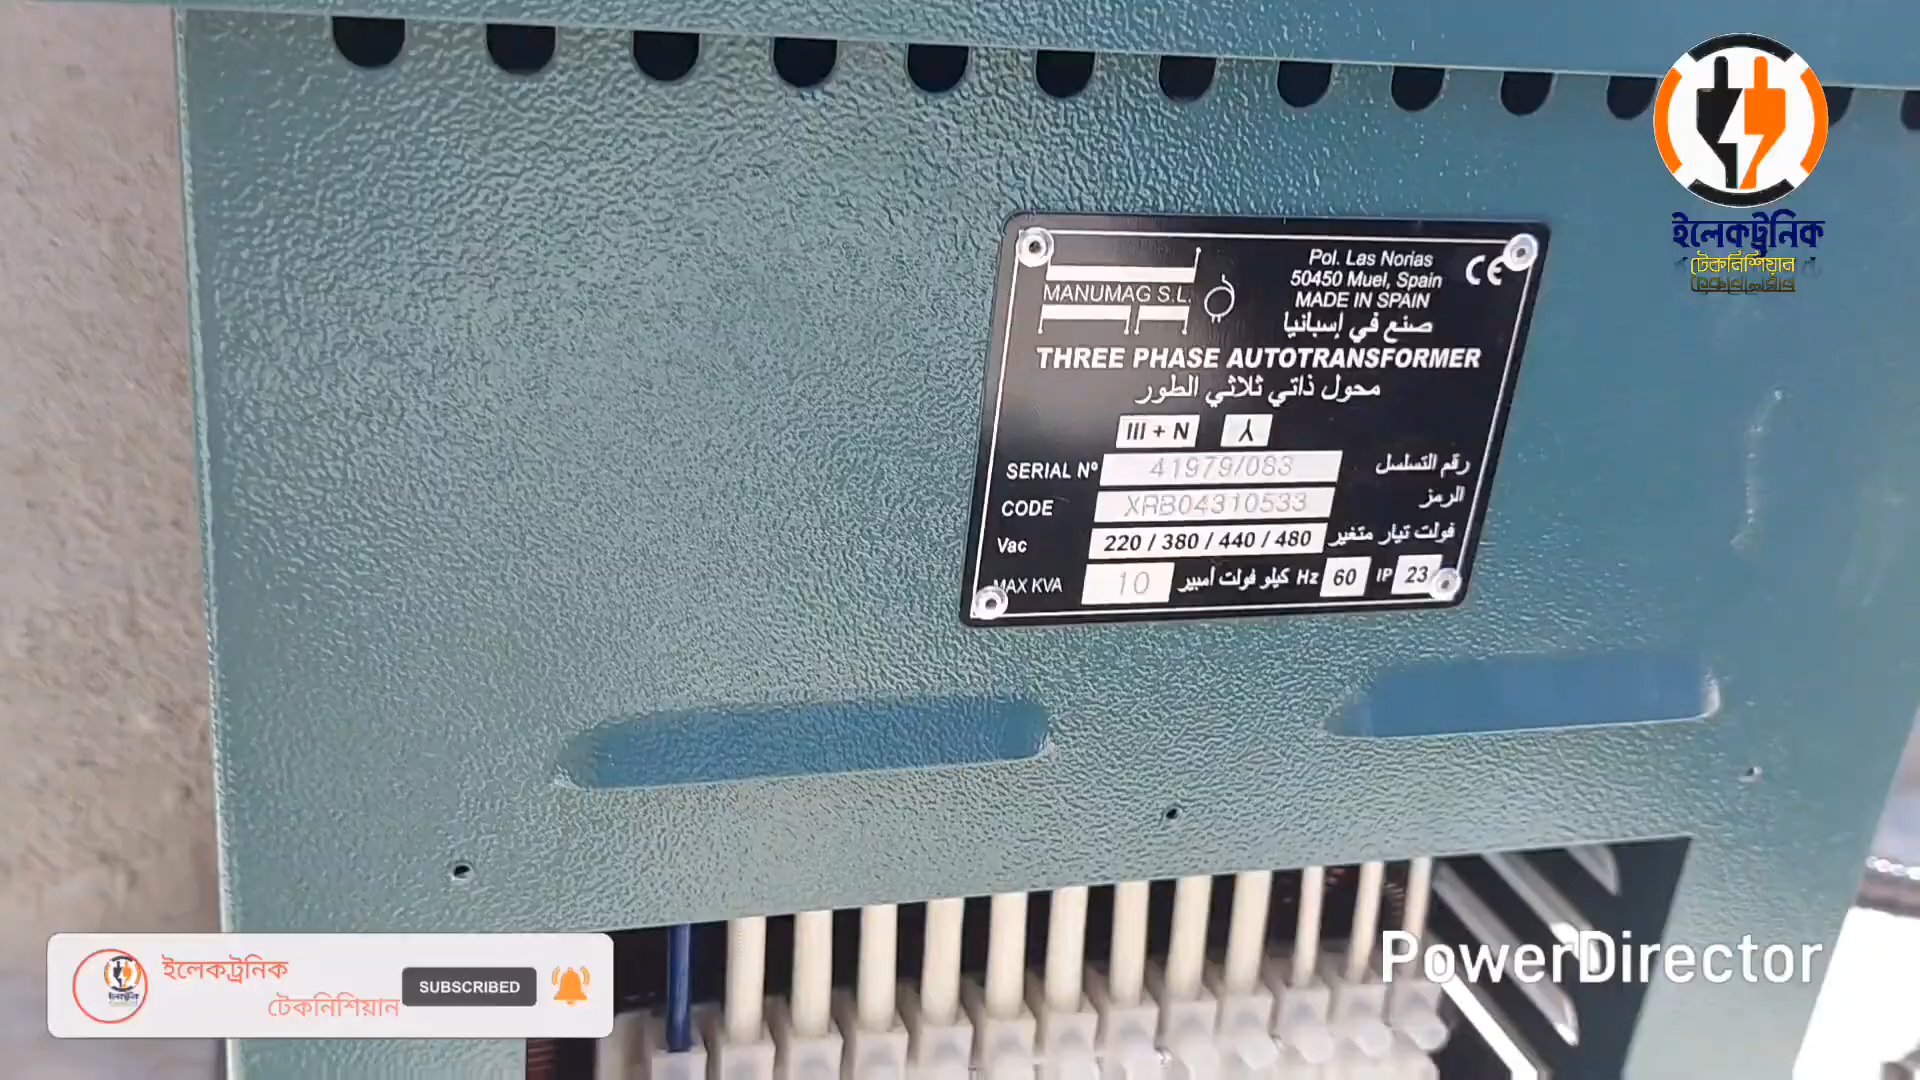 Pol. Las Norias
50450 Muel, Spain
MADE IN SPAIN
CE
صنع في إسبانيا
MANUMAG S.L.
THREE PHASE AUTOTRANSFORMER
محول ذاتي ثلاثي الطور
III + N
SERIAL Nº 41979/083 رقم التسلسل
CODE XRB04310533 الرمز
Vac 220 / 380 / 440 / 480 فولت تيار متغير
MAX KVA 10 كيلو فولت أمبير Hz 60 IP 23
ইলেকট্রনিক
টেকনিশিয়ান
ইলেকট্রনিক
টেকনিশিয়ান
SUBSCRIBED
PowerDirector